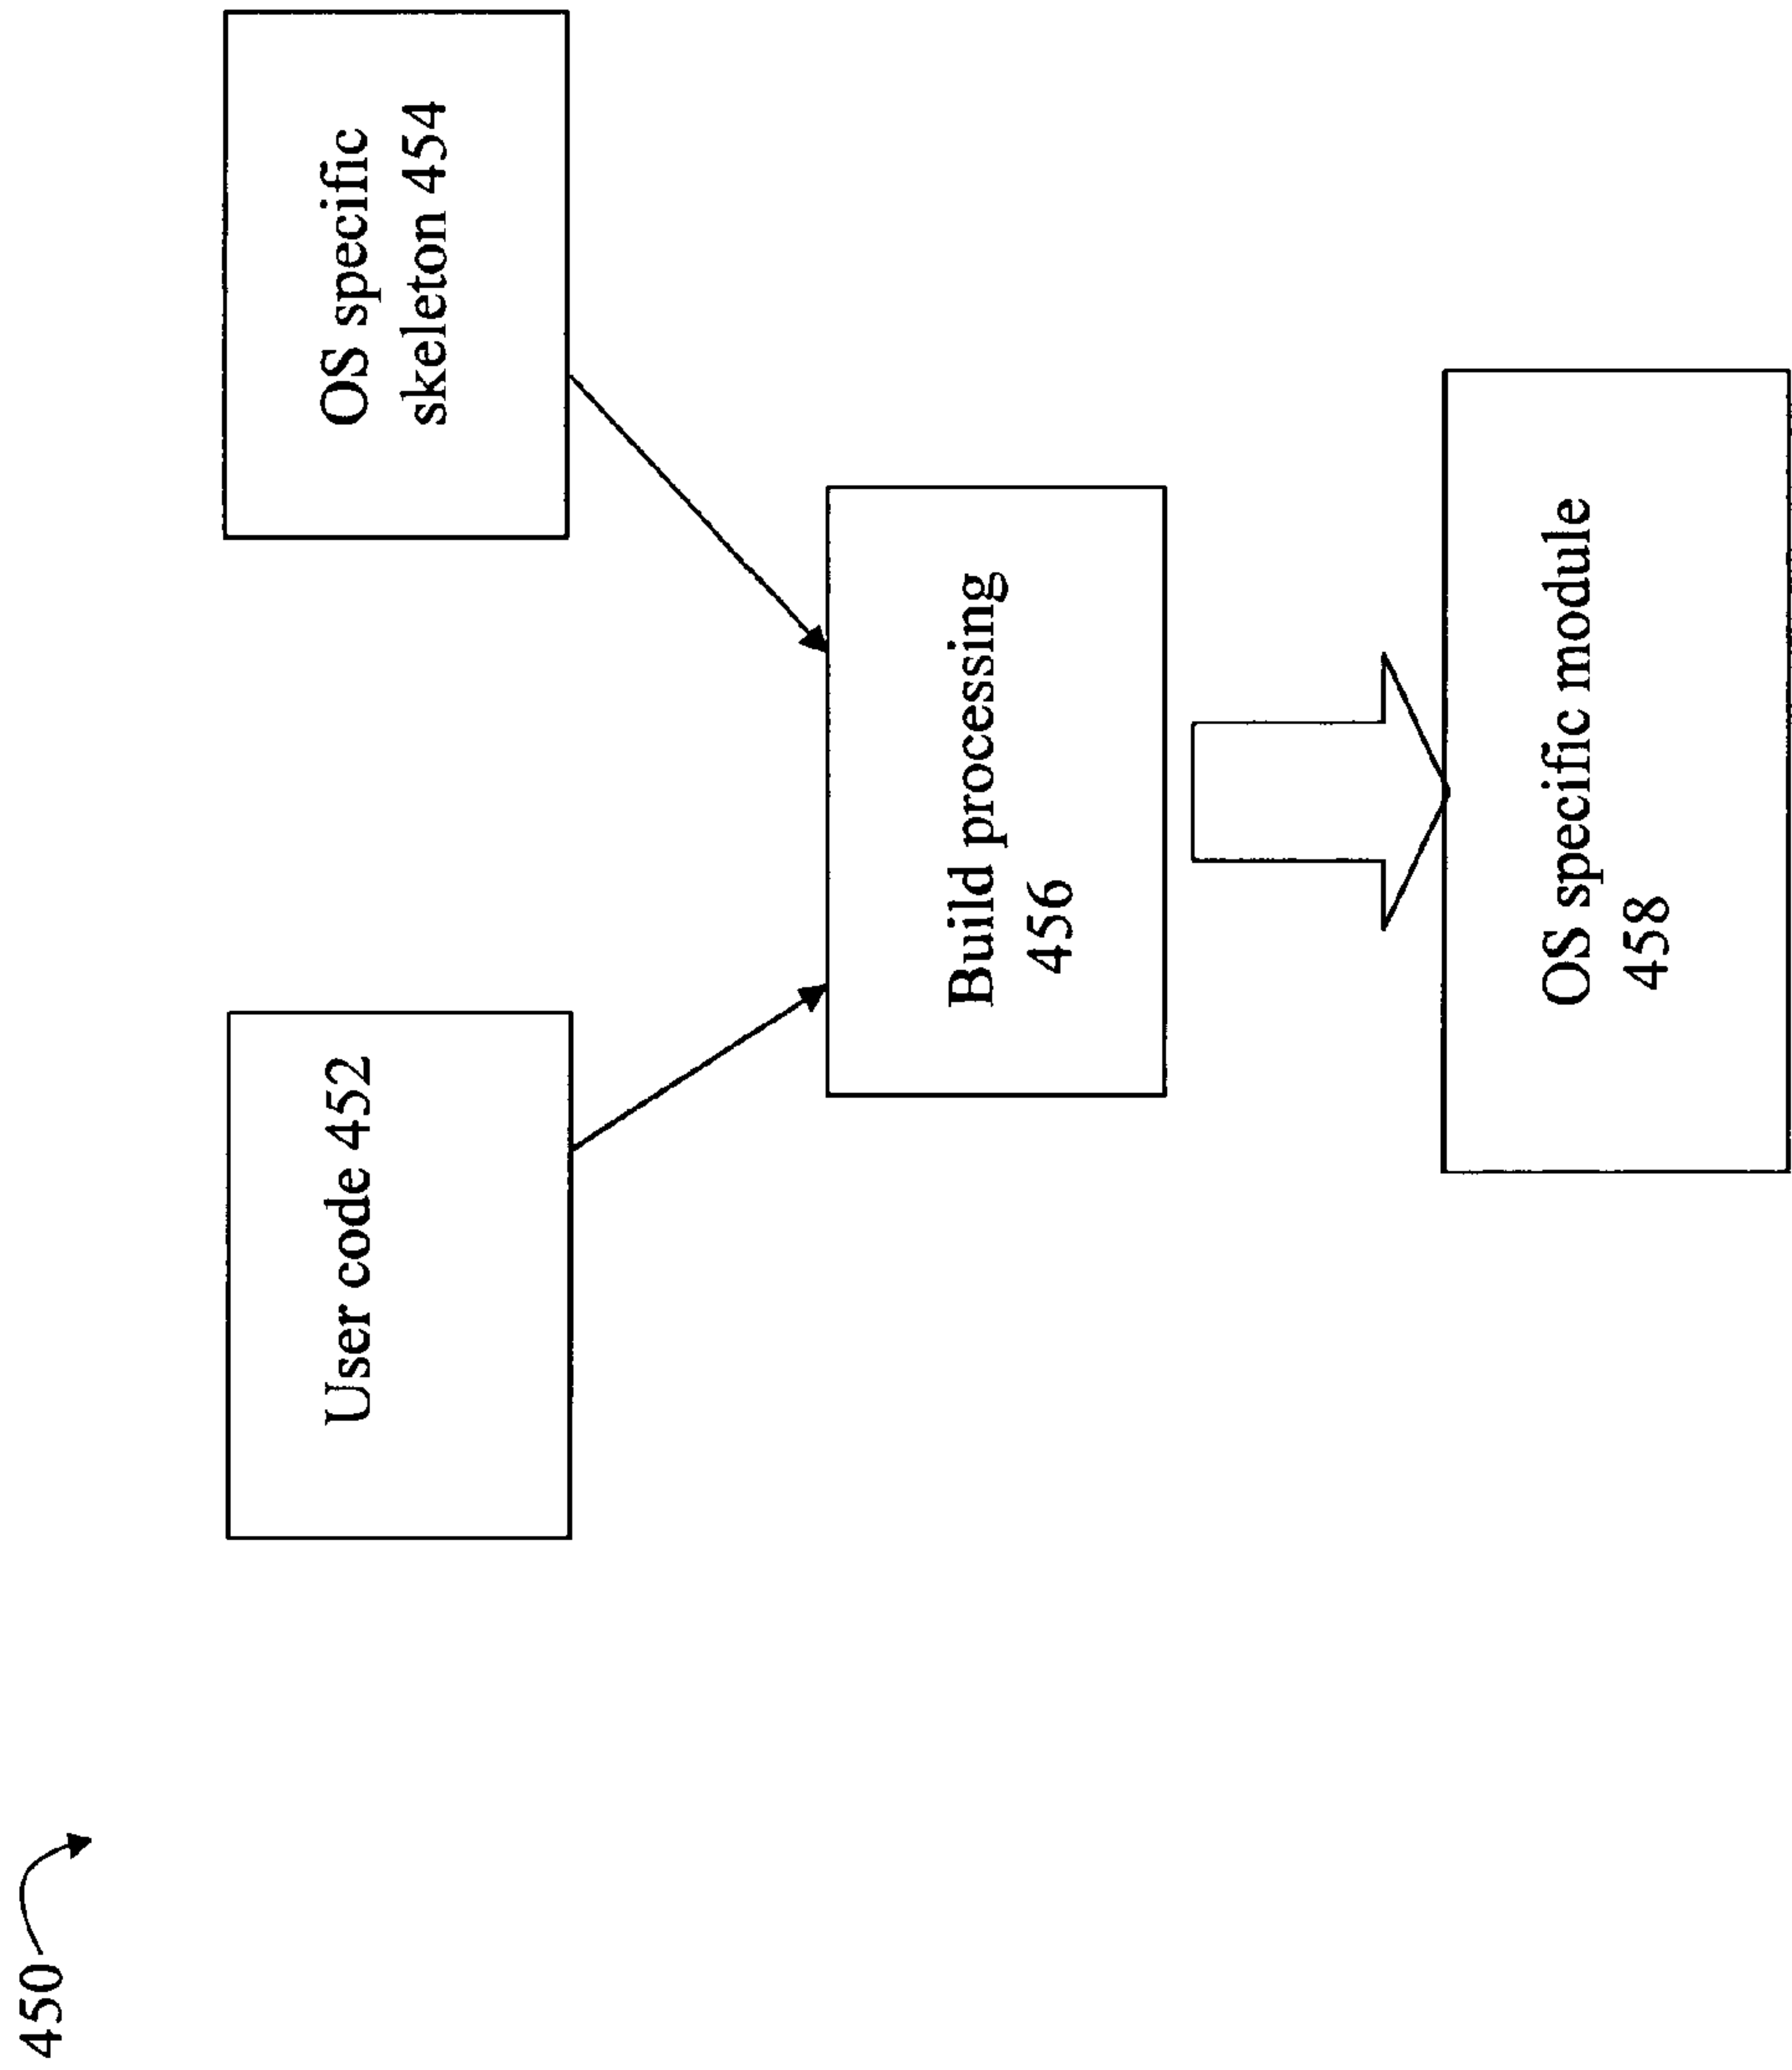 450
User code 452
OS specific
skeleton 454
Build processing
456
OS specific module
458